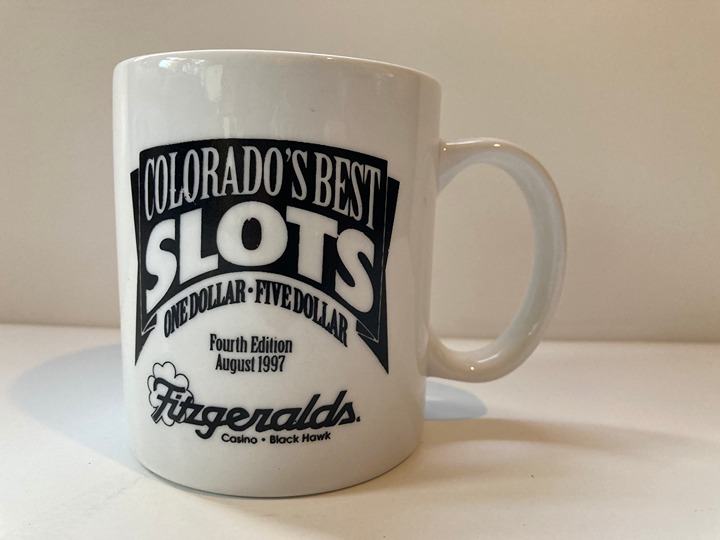 COLORADO'S BEST
SLOTS
ONE DOLLAR • FIVE DOLLAR
Fourth Edition
August 1997
Fitzgeralds.
Casino • Black Hawk